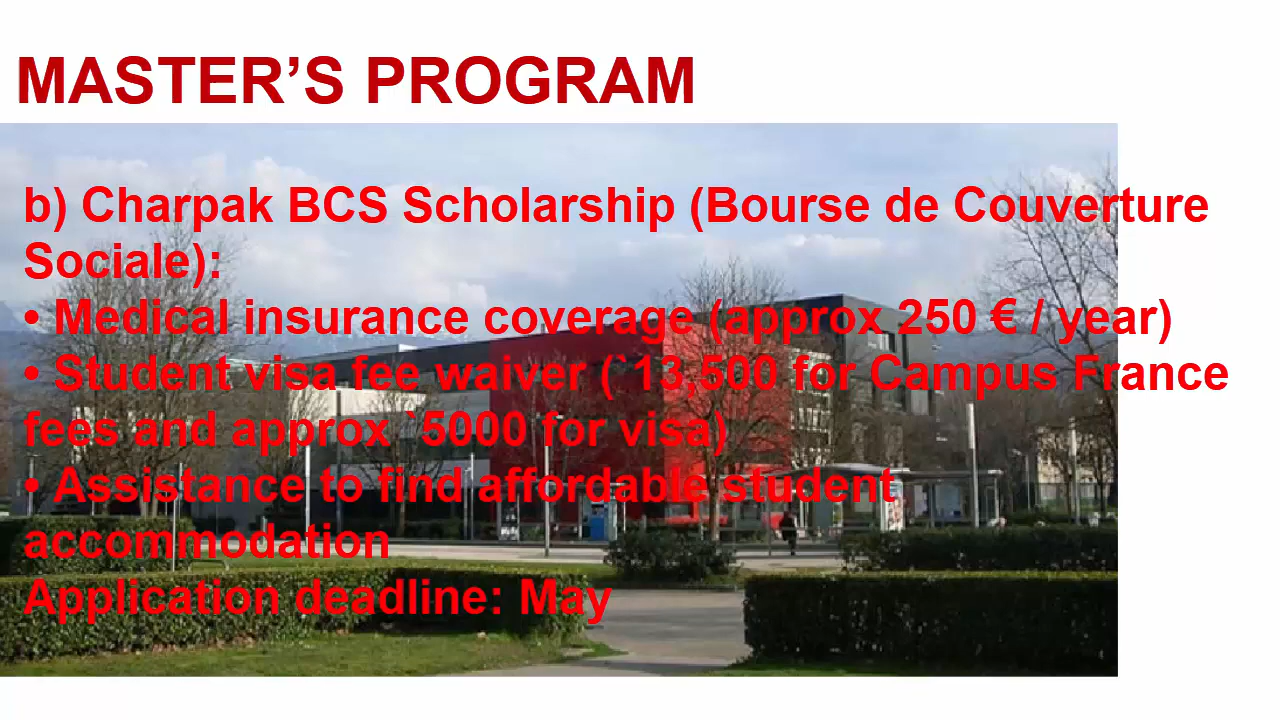 MASTER’S PROGRAM
b) Charpak BCS Scholarship (Bourse de Couverture
Sociale):
• Medical insurance coverage (approx 250 € / year)
• Student visa fee waiver (`13,500 for Campus France
fees and approx `5000 for visa)
• Assistance to find affordable student
accommodation
Application deadline: May